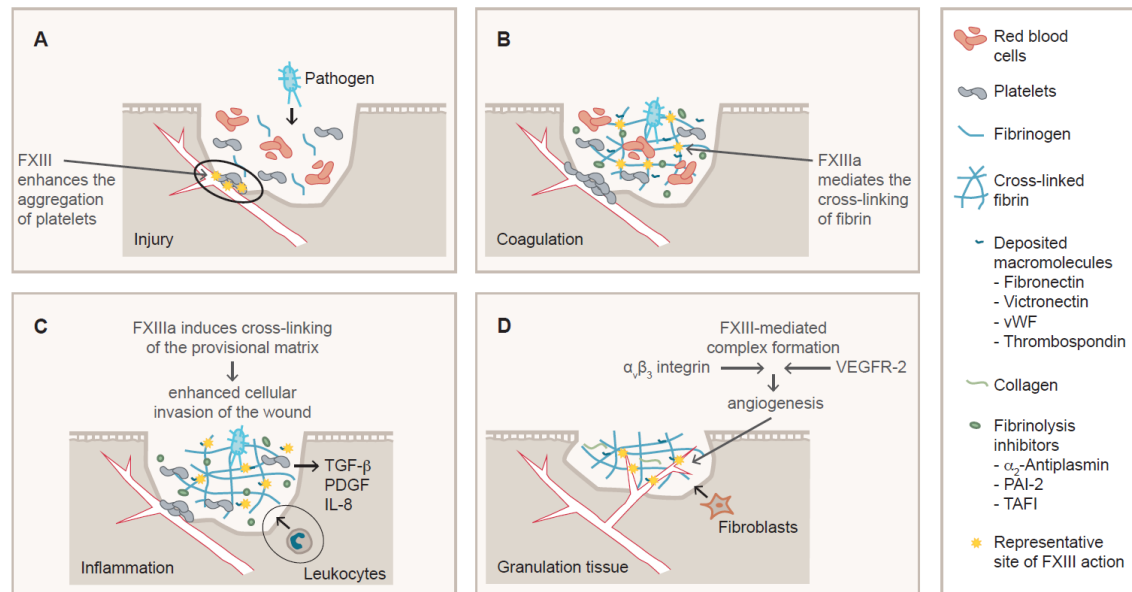 A
Pathogen
FXIII
enhances the
aggregation
of platelets
Injury
B
FXIIIa
mediates the
cross-linking
of fibrin
Coagulation
C
FXIIIa induces cross-linking
of the provisional matrix
enhanced cellular
invasion of the wound
TGF-β
PDGF
IL-8
Inflammation
Leukocytes
D
FXIII-mediated
complex formation
αvβ3 integrin
VEGFR-2
angiogenesis
Fibroblasts
Granulation tissue
Red blood
cells
Platelets
Fibrinogen
Cross-linked
fibrin
Deposited
macromolecules
- Fibronectin
- Victronectin
- vWF
- Thrombospondin
Collagen
Fibrinolysis
inhibitors
- α2-Antiplasmin
- PAI-2
- TAFI
Representative
site of FXIII action